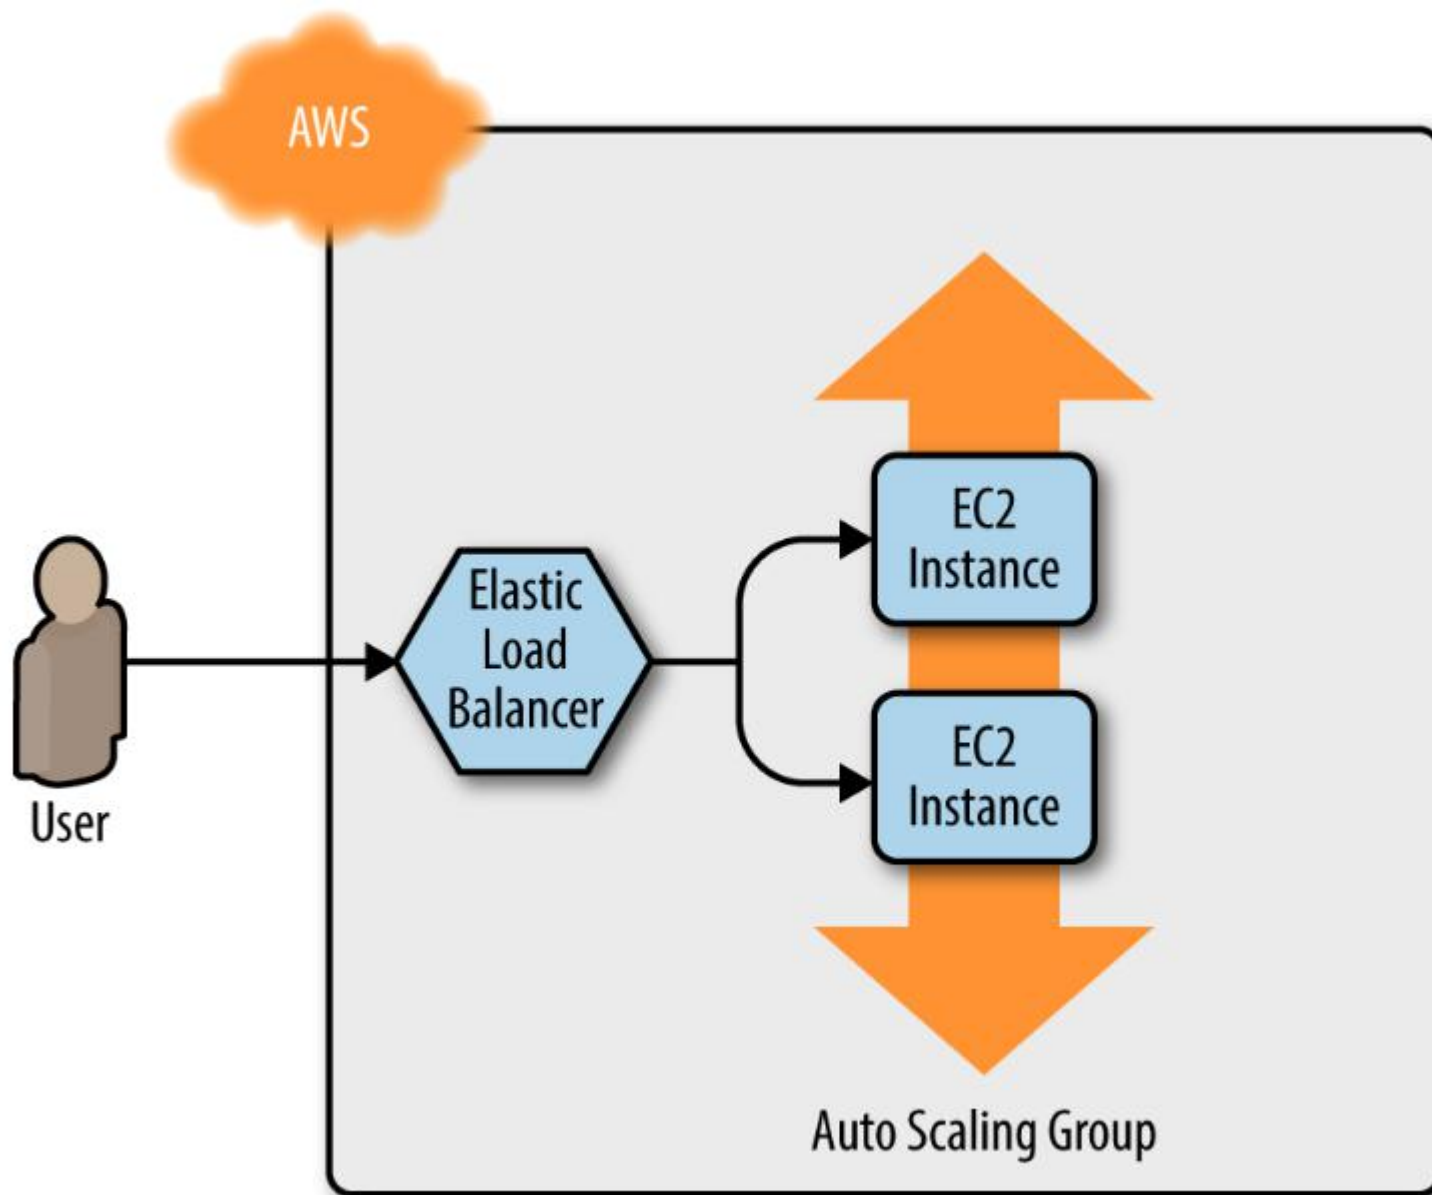 AWS
User
Elastic
Load
Balancer
EC2
Instance
EC2
Instance
Auto Scaling Group